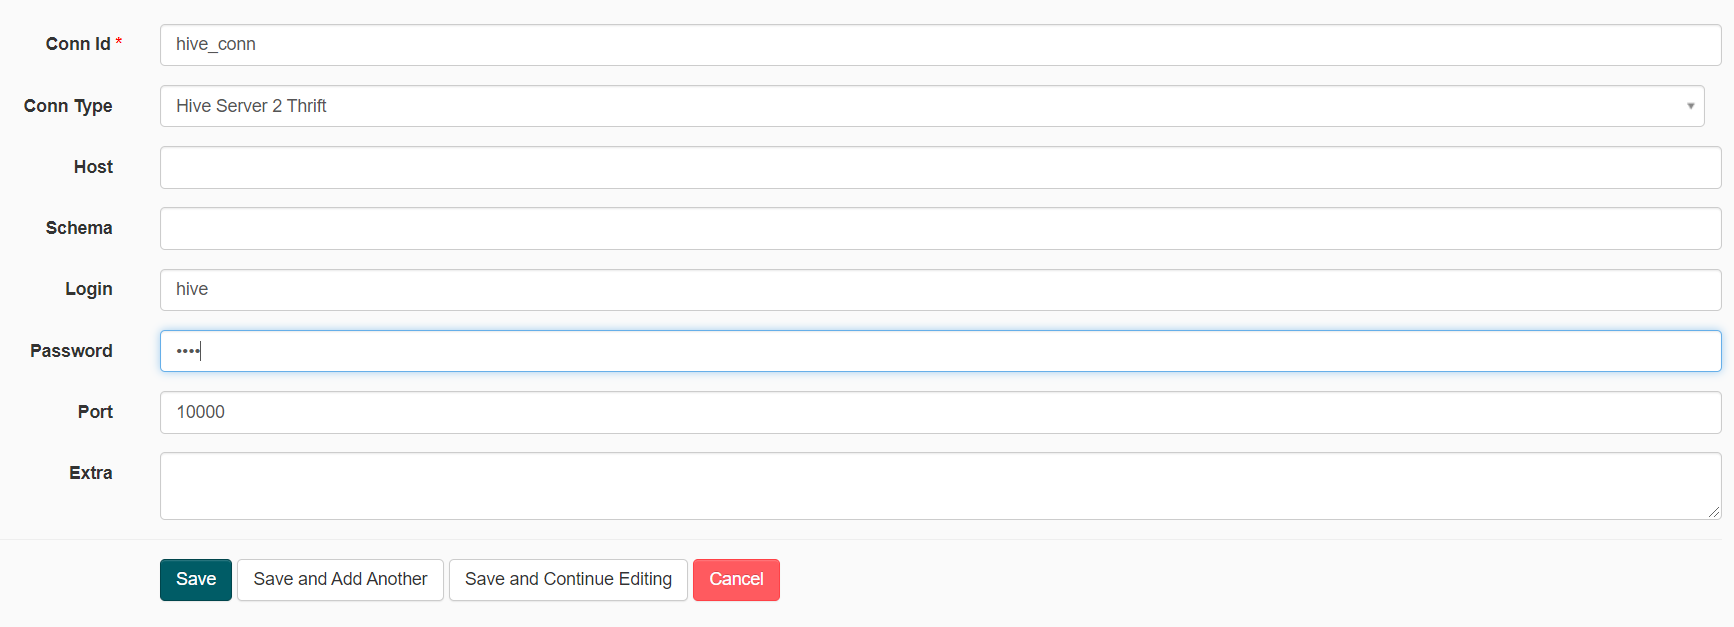 Conn Id * hive_conn
Conn Type Hive Server 2 Thrift
Host
Schema
Login hive
Password ••••
Port 10000
Extra
Save Save and Add Another Save and Continue Editing Cancel